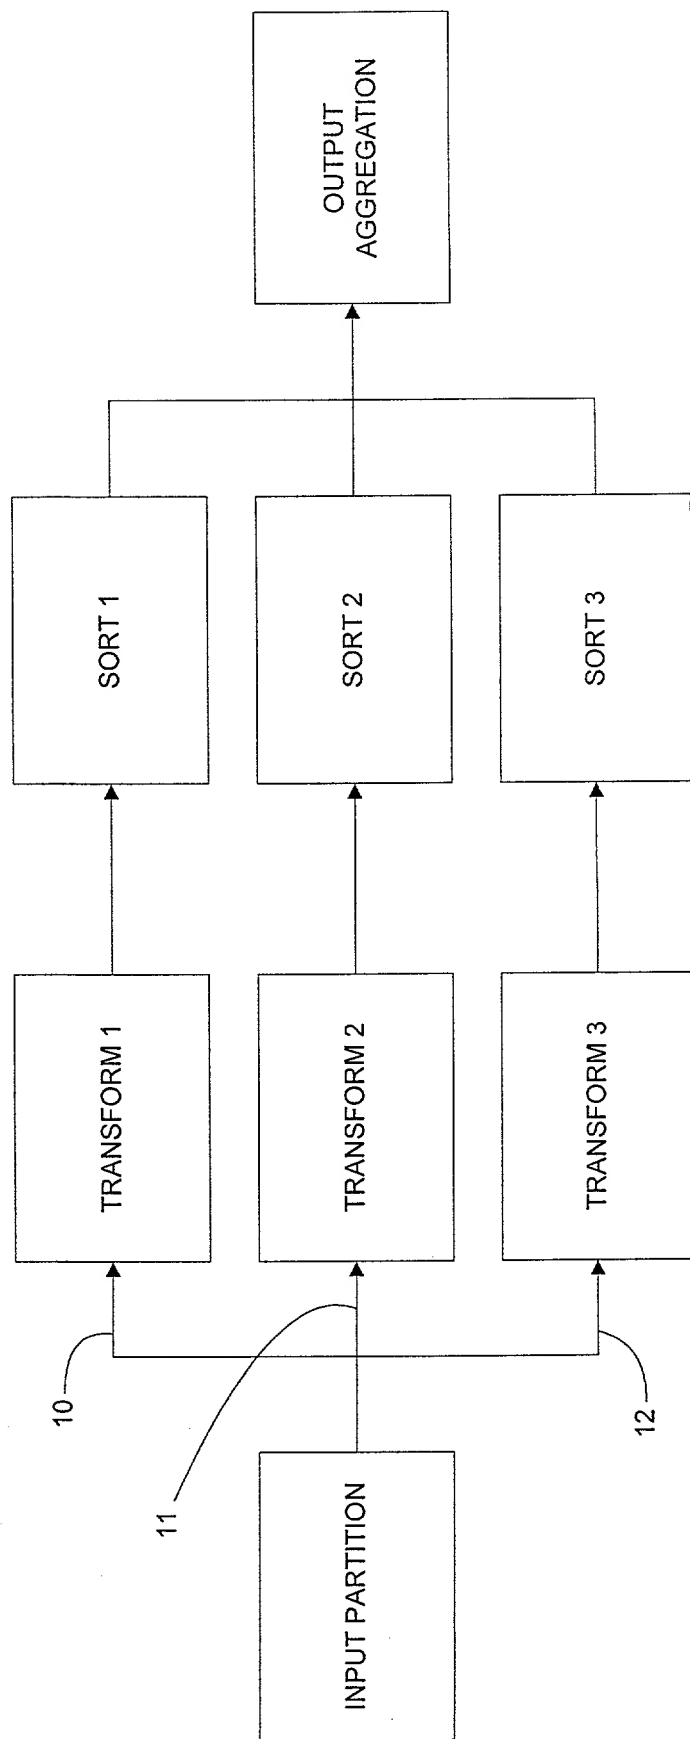 INPUT PARTITION
10
11
12
TRANSFORM 1
TRANSFORM 2
TRANSFORM 3
SORT 1
SORT 2
SORT 3
OUTPUT
AGGREGATION